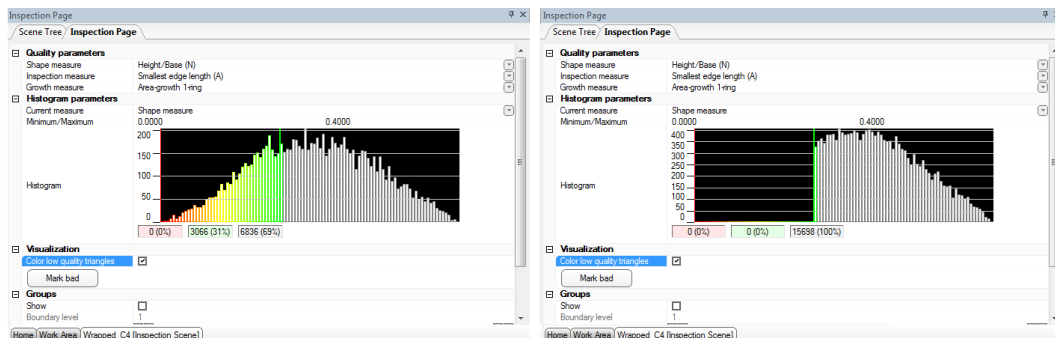 Inspection Page
Scene Tree Inspection Page
Quality parameters
Shape measure Height/Base (N)
Inspection measure Smallest edge length (A)
Growth measure Area-growth 1-ring
Histogram parameters
Current measure Shape measure
Minimum/Maximum 0.0000 0.4000
200
150
100
50
0
Histogram
0 (0%) 3066 (31%) 6836 (69%)
Visualization
Color low quality triangles
Mark bad
Groups
Show
Boundary level 1
Home Work Area Wrapped_C4 [Inspection Scene]
Inspection Page
Scene Tree Inspection Page
Quality parameters
Shape measure Height/Base (N)
Inspection measure Smallest edge length (A)
Growth measure Area-growth 1-ring
Histogram parameters
Current measure Shape measure
Minimum/Maximum 0.0000 0.4000
400
350
300
250
200
150
100
50
0
Histogram
0 (0%) 0 (0%) 15698 (100%)
Visualization
Color low quality triangles
Mark bad
Groups
Show
Boundary level 1
Home Work Area Wrapped_C4 [Inspection Scene]